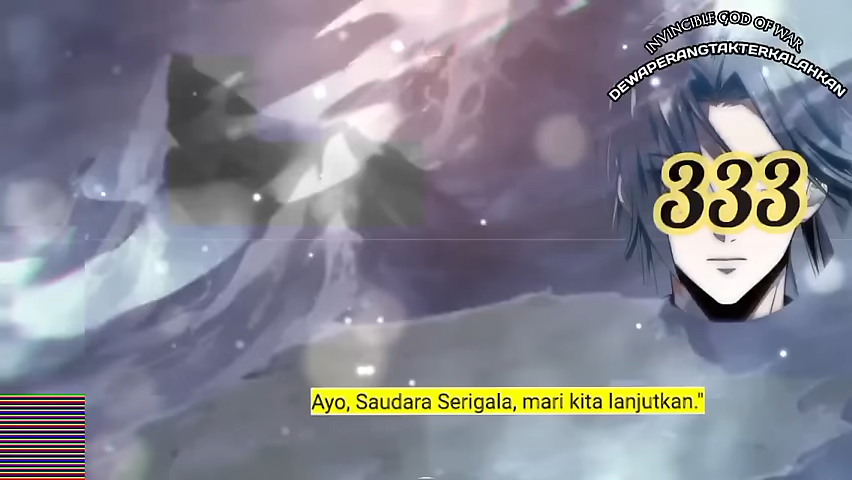 INVINCIBLE GOD OF WAR
DEWAPERANGTAKTERKALAHKAN
333
Ayo, Saudara Serigala, mari kita lanjutkan."